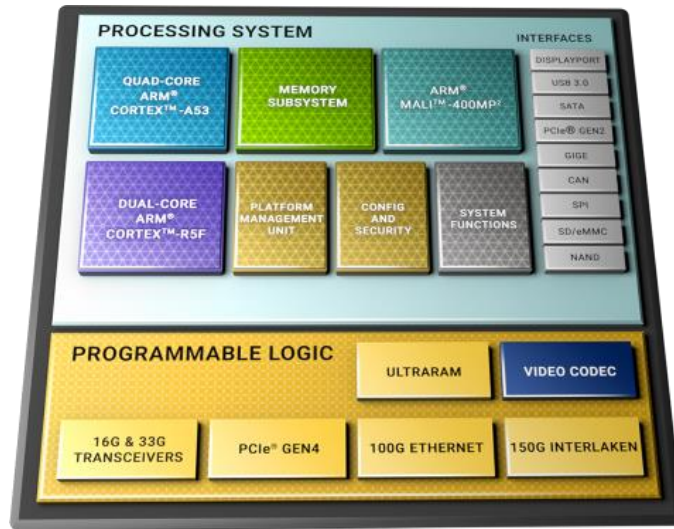 PROCESSING SYSTEM
INTERFACES
QUAD-CORE
ARM®
CORTEX™-A53
MEMORY
SUBSYSTEM
ARM®
MALI™-400MP²
DISPLAYPORT
USB 3.0
SATA
PCIe® GEN2
GIGE
CAN
SPI
SD/eMMC
NAND
DUAL-CORE
ARM®
CORTEX™-R5F
PLATFORM
MANAGEMENT
UNIT
CONFIG
AND
SECURITY
SYSTEM
FUNCTIONS
PROGRAMMABLE LOGIC
ULTRARAM
VIDEO CODEC
16G & 33G
TRANSCEIVERS
PCIe® GEN4
100G ETHERNET
150G INTERLAKEN